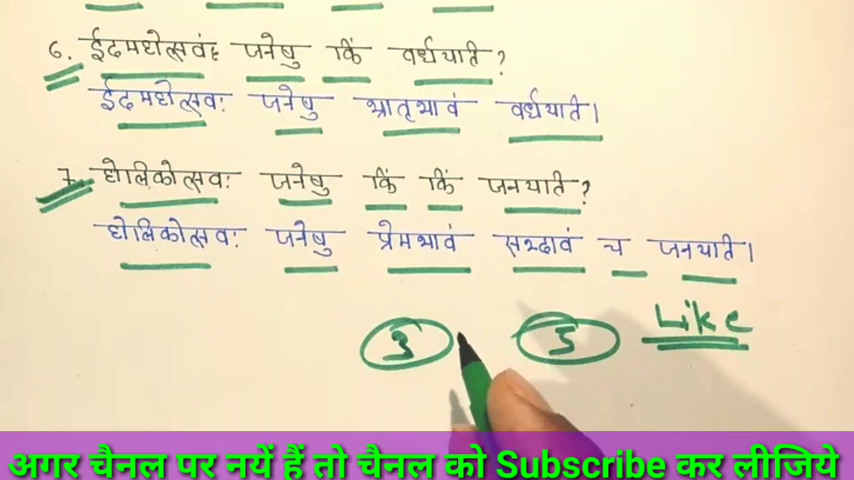 6. ईदमहोत्सवः जनेषु किं वर्धयति?
ईदमहोत्सवः जनेषु भ्रातृभावं वर्धयति।
7. होलिकोत्सवः जनेषु किं किं जनयति?
होलिकोत्सवः जनेषु प्रेमभावं सद्भावं च जनयति।
3 5 Like
अगर चैनल पर नयें हैं तो चैनल को Subscribe कर लीजिये